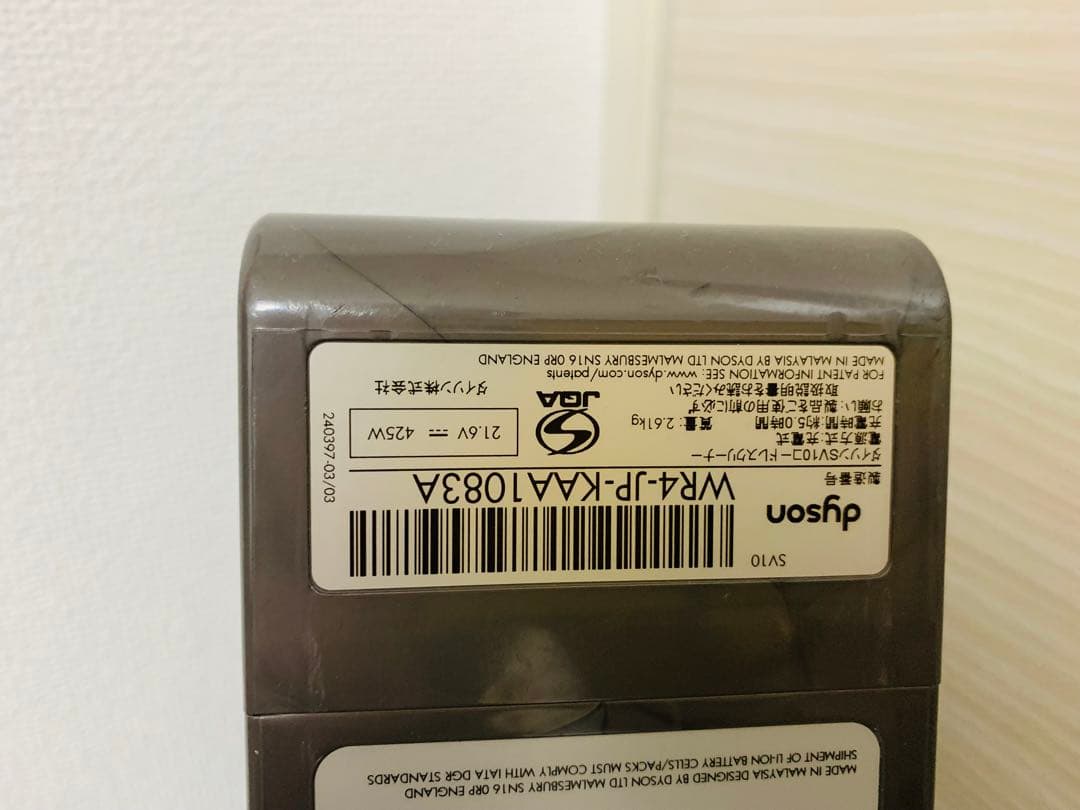 SV10
dyson
製造番号
WR4-JP-KAA1083A
ダイソンSV10コードレスクリーナー
電源方式:充電式
充電時間:約5.0時間 質量: 2.61kg
お願い:製品をご使用の前に必ず
取扱説明書をお読みください
JQA
21.6V ⎓ 425W
ダイソン株式会社
FOR PATENT INFORMATION SEE: www.dyson.com/patents
MADE IN MALAYSIA BY DYSON LTD MALMESBURY SN16 0RP ENGLAND
240397-03/03
SHIPMENT OF LI-ION BATTERY CELLS/PACKS MUST COMPLY WITH IATA DGR STANDARDS
MADE IN MALAYSIA DESIGNED BY DYSON LTD MALMESBURY SN16 0RP ENGLAND